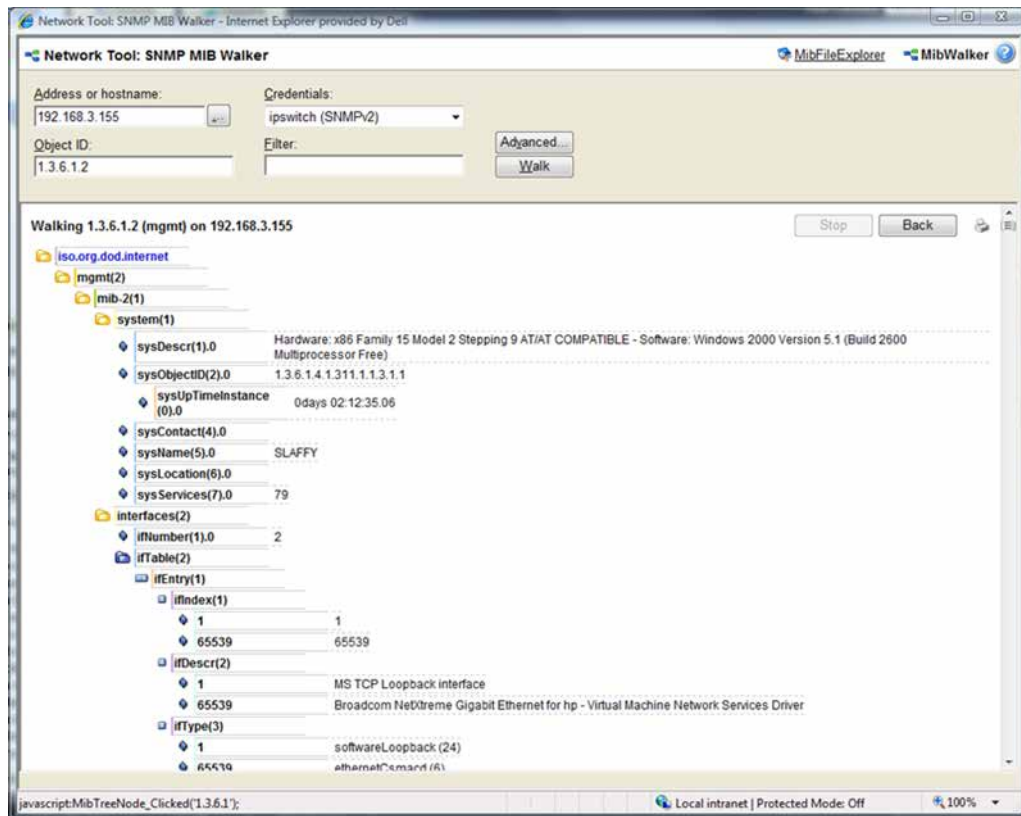 Network Tool: SNMP MIB Walker - Internet Explorer provided by Dell
Network Tool: SNMP MIB Walker
MibFileExplorer
MibWalker
Address or hostname:
Credentials:
192.168.3.155
...
ipswitch (SNMPv2)
Object ID:
Filter:
Advanced...
1.3.6.1.2
Walk
Walking 1.3.6.1.2 (mgmt) on 192.168.3.155
Stop
Back
iso.org.dod.internet
mgmt(2)
mib-2(1)
system(1)
sysDescr(1).0 Hardware: x86 Family 15 Model 2 Stepping 9 AT/AT COMPATIBLE - Software: Windows 2000 Version 5.1 (Build 2600
Multiprocessor Free)
sysObjectID(2).0 1.3.6.1.4.1.311.1.1.3.1.1
sysUpTimeInstance
(0).0 0days 02:12:35.06
sysContact(4).0
sysName(5).0 SLAFFY
sysLocation(6).0
sysServices(7).0 79
interfaces(2)
ifNumber(1).0 2
ifTable(2)
ifEntry(1)
ifIndex(1)
1 1
65539 65539
ifDescr(2)
1 MS TCP Loopback interface
65539 Broadcom NetXtreme Gigabit Ethernet for hp - Virtual Machine Network Services Driver
ifType(3)
1 softwareLoopback (24)
65539 ethernetCsmacd (6)
javascript:MibTreeNode_Clicked('1.3.6.1');
Local intranet | Protected Mode: Off
100%